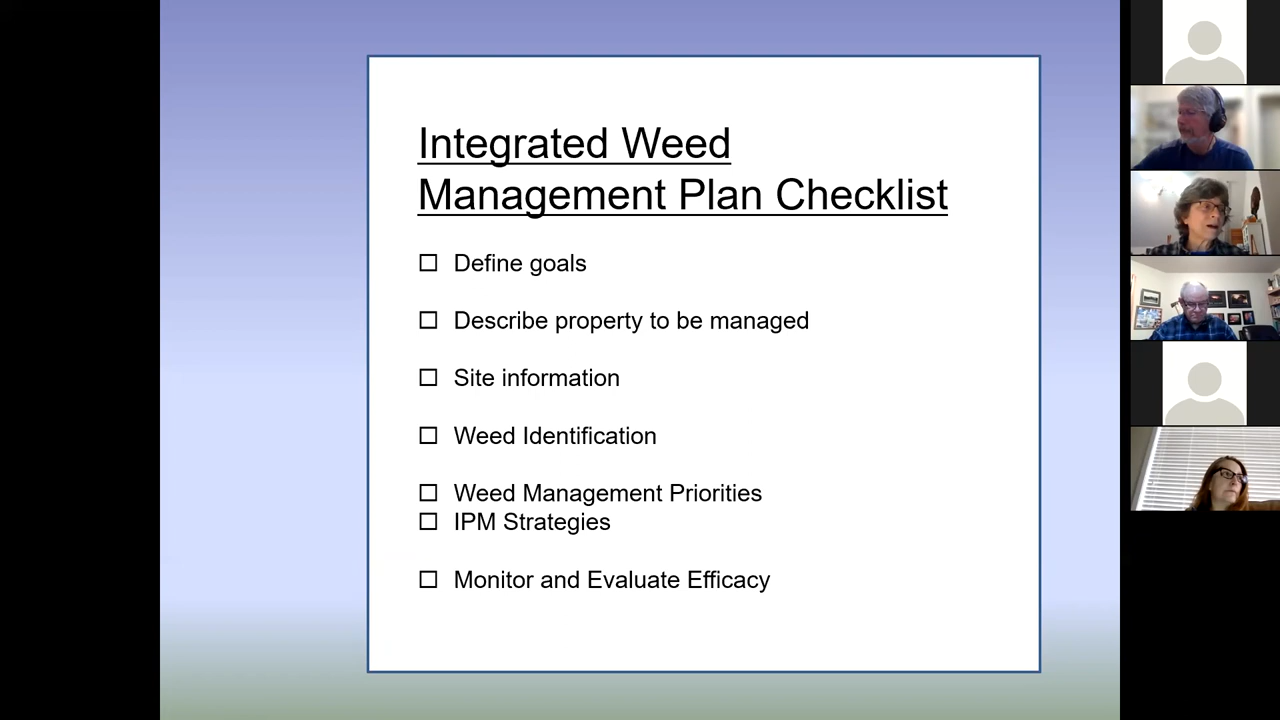 Integrated Weed
Management Plan Checklist
Define goals
Describe property to be managed
Site information
Weed Identification
Weed Management Priorities
IPM Strategies
Monitor and Evaluate Efficacy